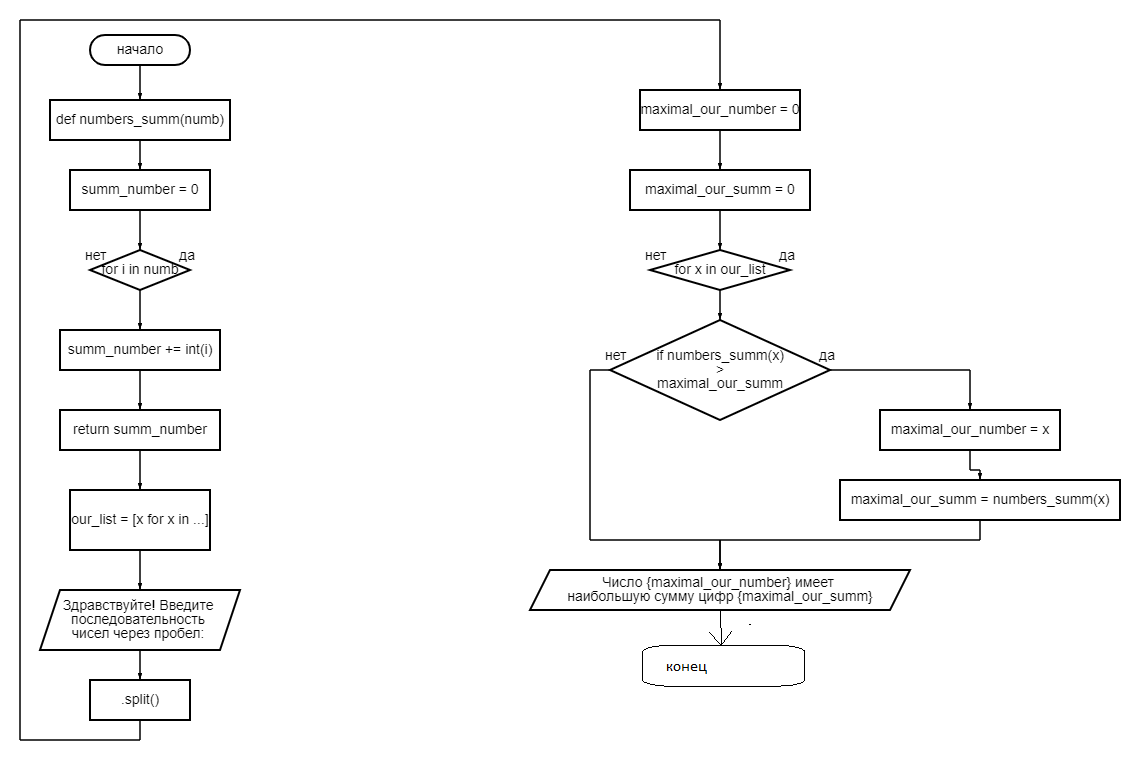 начало
def numbers_summ(numb)
summ_number = 0
нет
да
for i in numb
summ_number += int(i)
return summ_number
our_list = [x for x in ...]
Здравствуйте! Введите
последовательность
чисел через пробел:
.split()
maximal_our_number = 0
maximal_our_summ = 0
нет
да
for x in our_list
нет
да
if numbers_summ(x)
>
maximal_our_summ
maximal_our_number = x
maximal_our_summ = numbers_summ(x)
Число {maximal_our_number} имеет
наибольшую сумму цифр {maximal_our_summ}
конец